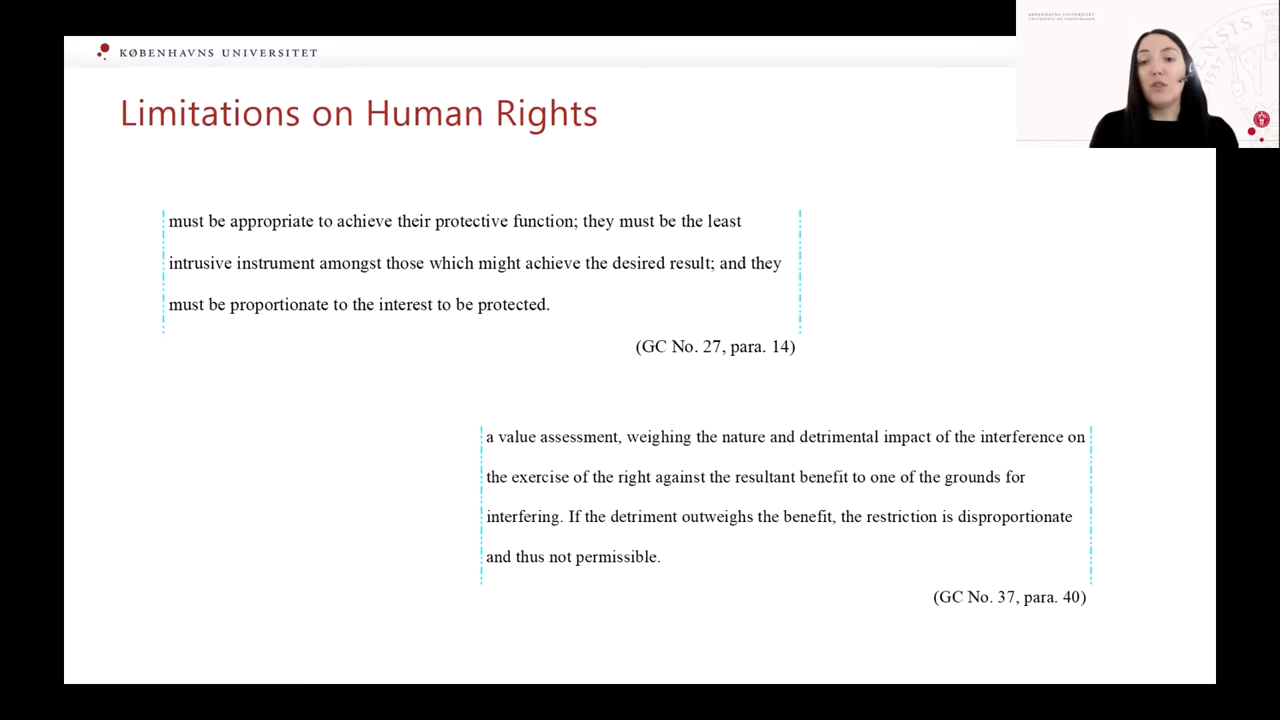 KØBENHAVNS UNIVERSITET
KØBENHAVNS UNIVERSITET
Limitations on Human Rights
must be appropriate to achieve their protective function; they must be the least
intrusive instrument amongst those which might achieve the desired result; and they
must be proportionate to the interest to be protected.
(GC No. 27, para. 14)
a value assessment, weighing the nature and detrimental impact of the interference on
the exercise of the right against the resultant benefit to one of the grounds for
interfering. If the detriment outweighs the benefit, the restriction is disproportionate
and thus not permissible.
(GC No. 37, para. 40)